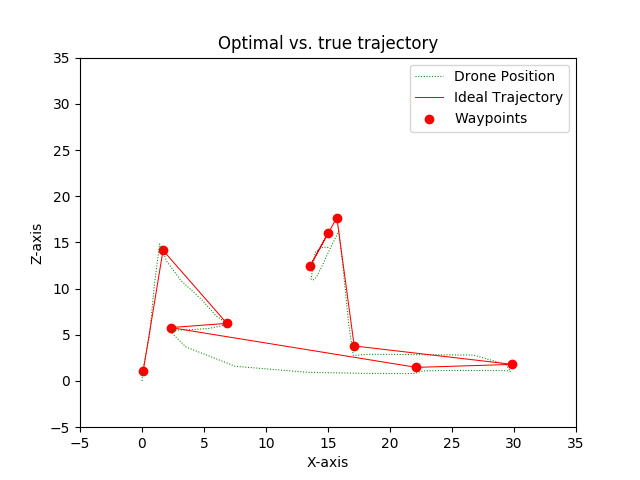 Optimal vs. true trajectory
Drone Position
Ideal Trajectory
Waypoints
Z-axis
35
30
25
20
15
10
5
0
−5
−5 0 5 10 15 20 25 30 35
X-axis